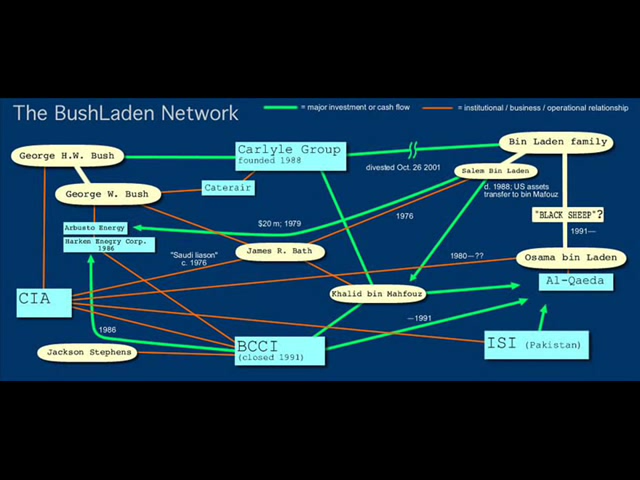 The BushLaden Network
= major investment or cash flow
= institutional / business / operational relationship
George H.W. Bush
Carlyle Group
founded 1988
Bin Laden family
divested Oct. 26 2001
Salem Bin Laden
George W. Bush
Caterair
d. 1988; US assets
transfer to bin Mafouz
Arbusto Energy
$20 m; 1979
1976
"BLACK SHEEP"?
1991—
Harken Enegry Corp.
1986
"Saudi liason"
c. 1976
James R. Bath
1980—??
Osama bin Laden
Al-Qaeda
CIA
Khalid bin Mahfouz
1986
—1991
BCCI
(closed 1991)
ISI (Pakistan)
Jackson Stephens